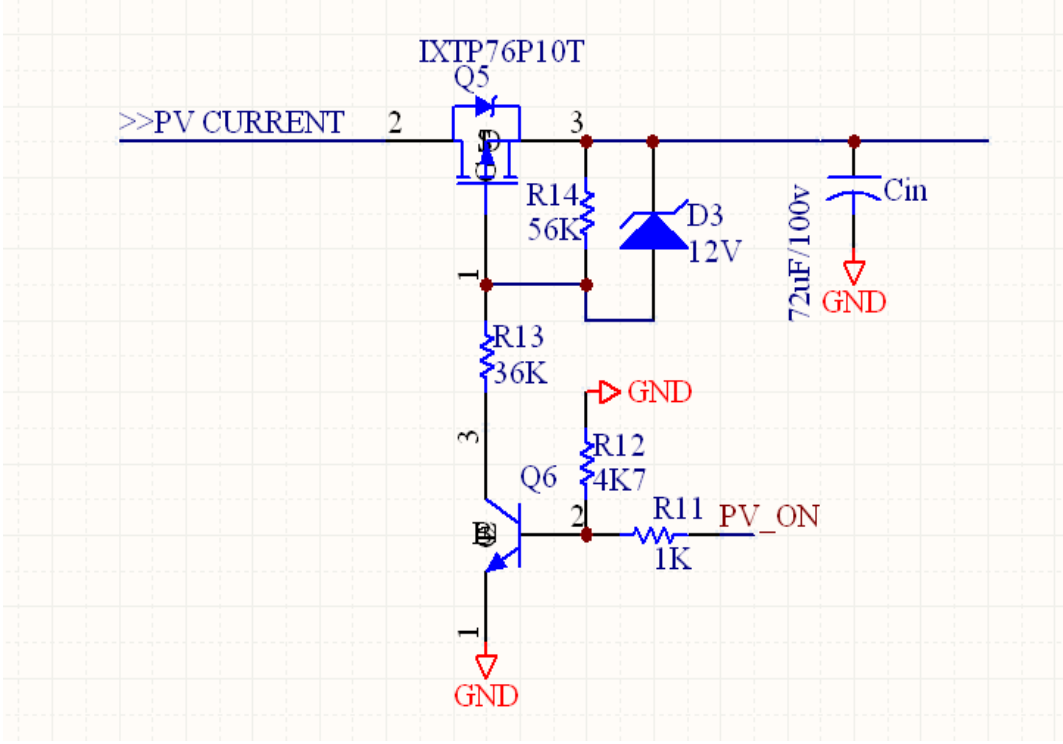 IXTP76P10T
Q5
>>PV CURRENT
2
3
R14
56K
D3
12V
Cin
72uF/100v
GND
1
R13
36K
GND
3
R12
4K7
Q6
2
R11
1K
PV_ON
1
GND